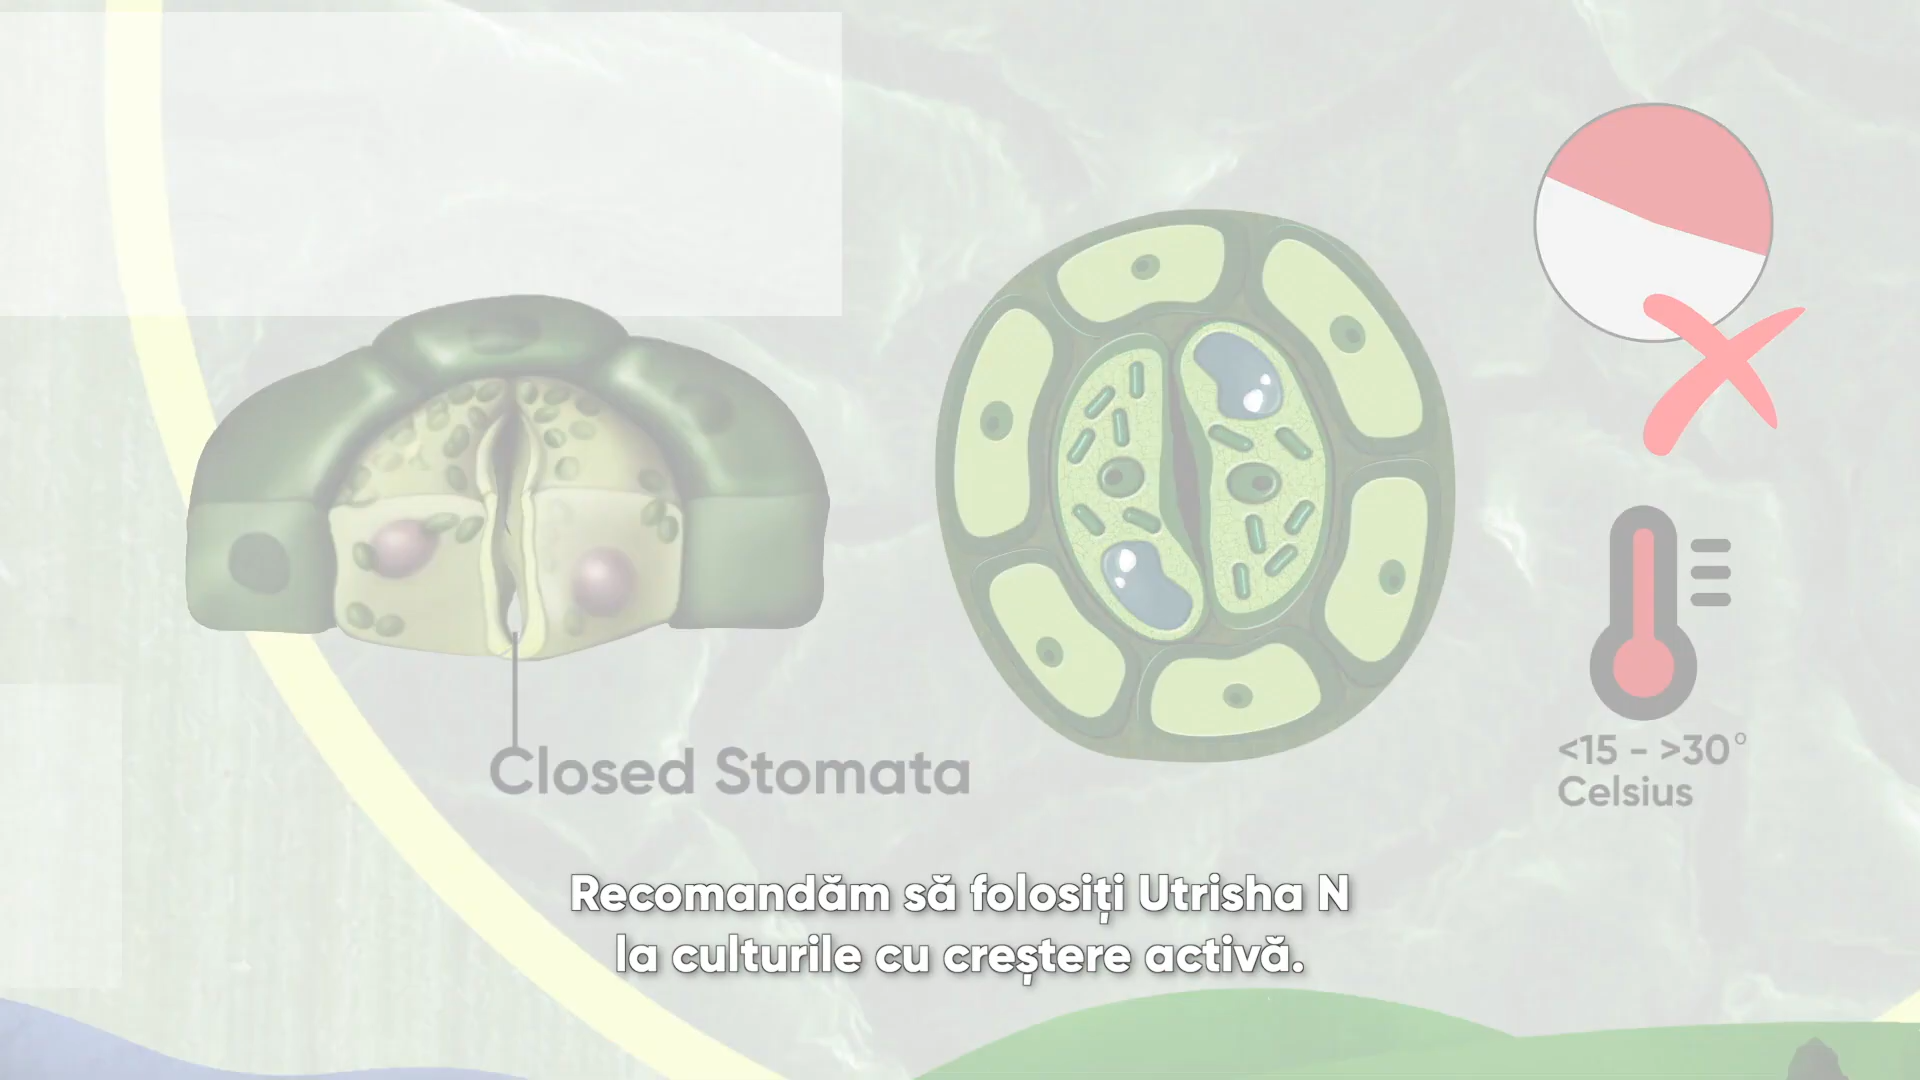 Closed Stomata
<15 - >30°
Celsius
Recomandăm să folosiți Utrisha N
la culturile cu creștere activă.